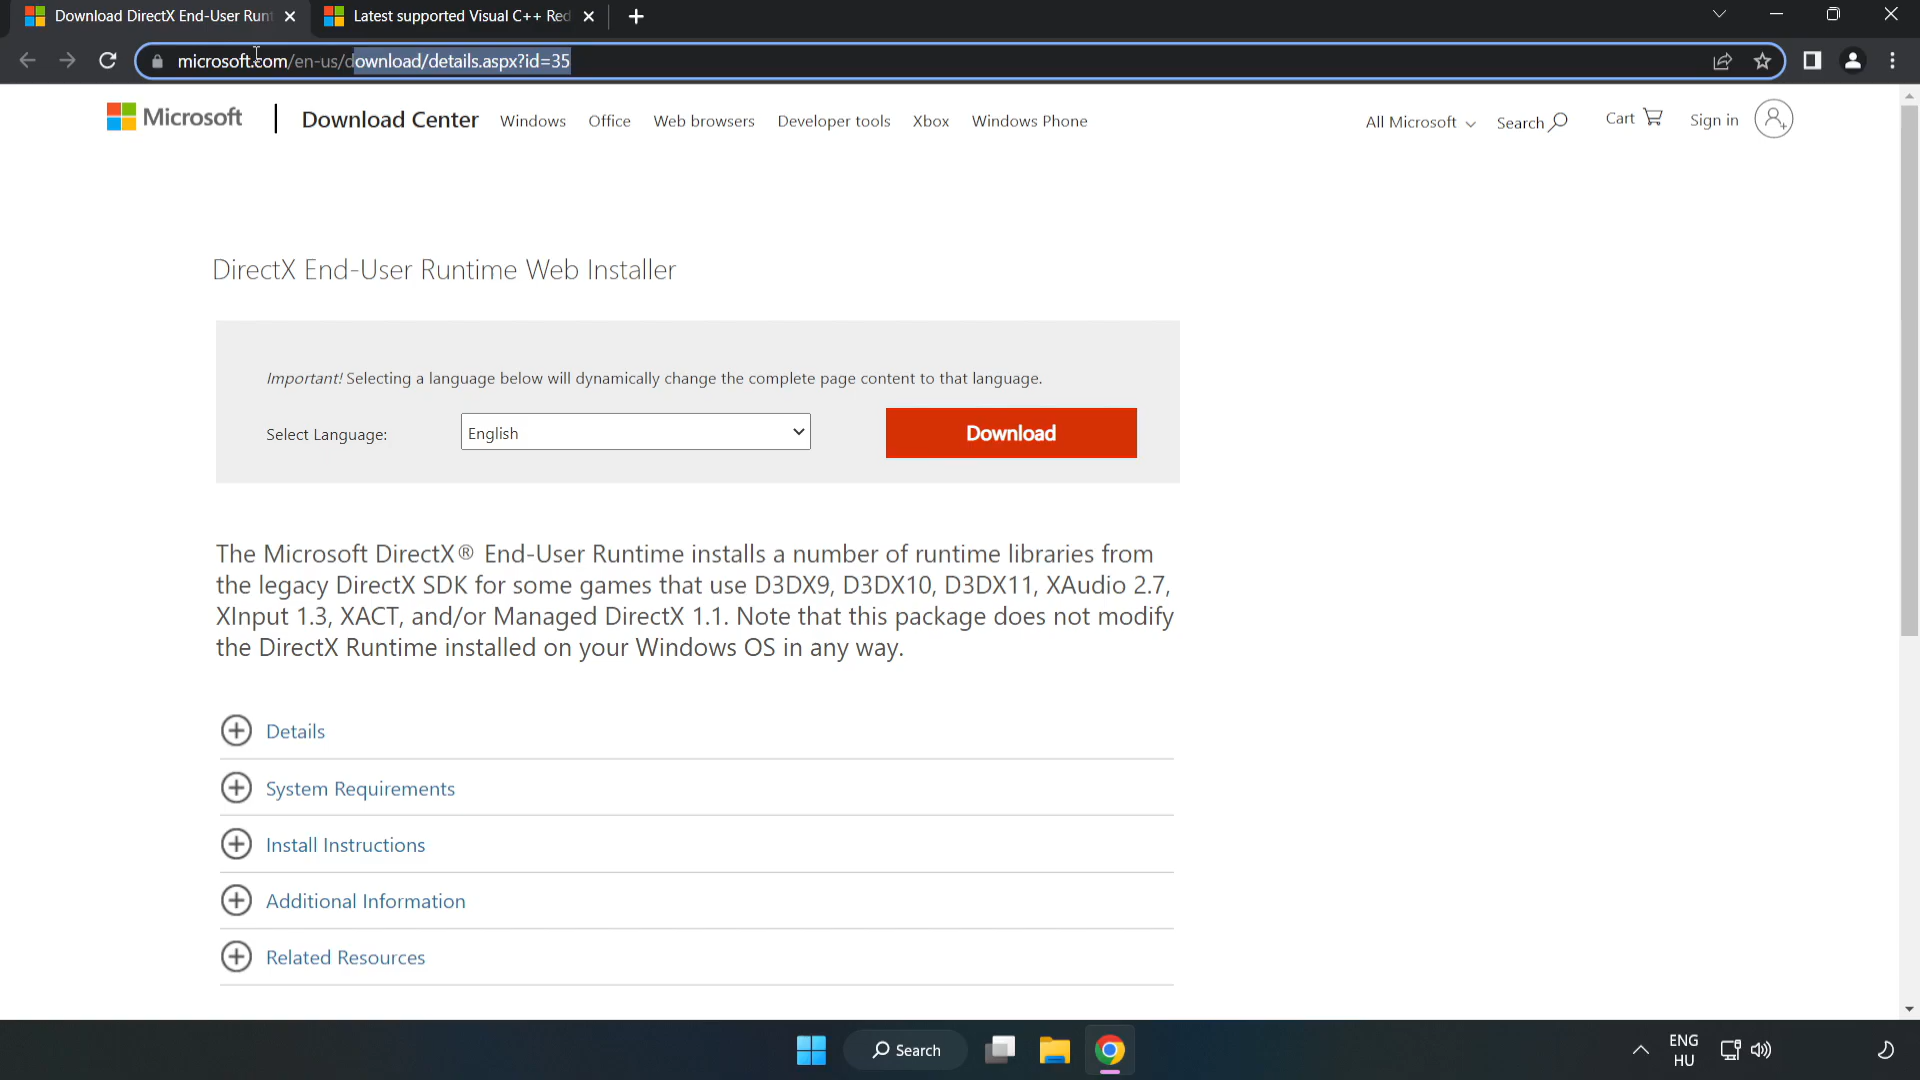 Download DirectX End-User Runt
Latest supported Visual C++ Red
microsoft.com/en-us/download/details.aspx?id=35
Microsoft
Download Center
Windows
Office
Web browsers
Developer tools
Xbox
Windows Phone
All Microsoft
Search
Cart
Sign in
DirectX End-User Runtime Web Installer
Important! Selecting a language below will dynamically change the complete page content to that language.
Select Language:
English
Download
The Microsoft DirectX® End-User Runtime installs a number of runtime libraries from
the legacy DirectX SDK for some games that use D3DX9, D3DX10, D3DX11, XAudio 2.7,
XInput 1.3, XACT, and/or Managed DirectX 1.1. Note that this package does not modify
the DirectX Runtime installed on your Windows OS in any way.
Details
System Requirements
Install Instructions
Additional Information
Related Resources
Search
ENG
HU